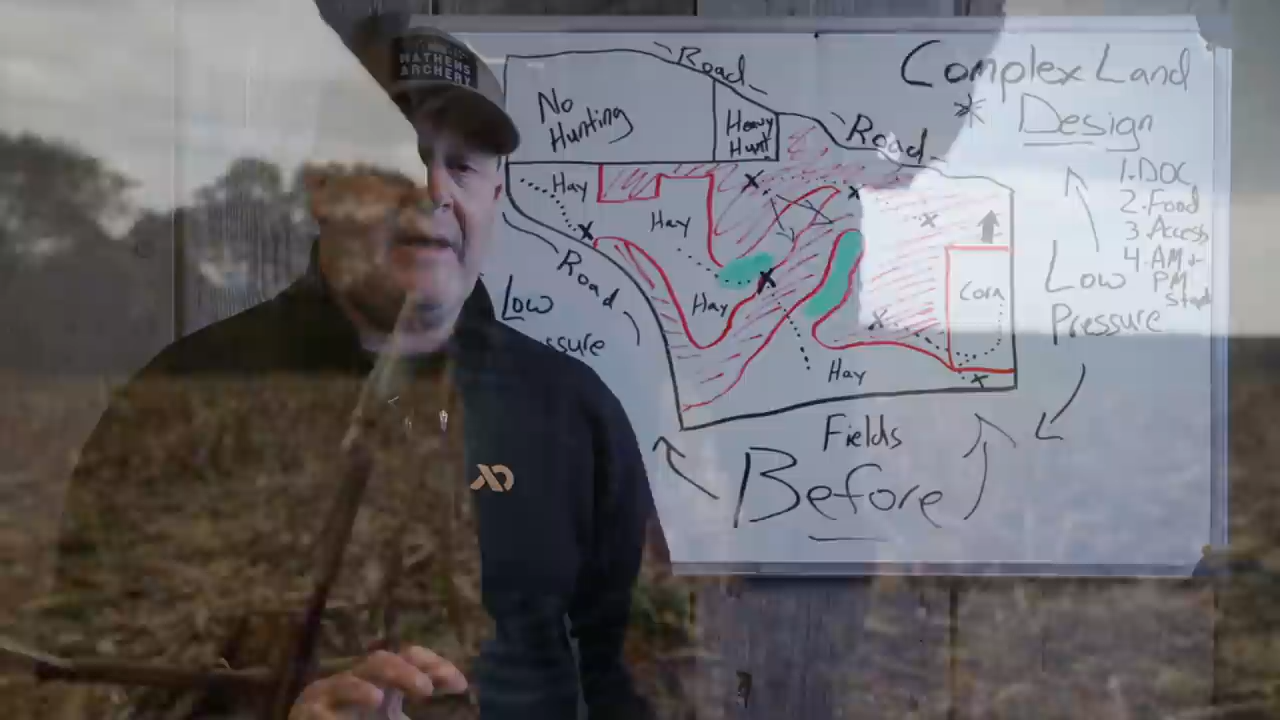 MATHEWS
ARCHERY
Road
Complex Land
* Design
No
Hunting
Heavy
Hunt
Road
1. DOC
2. Food
3. Access
4. AM +
PM
Hay
Hay
Road
Low
Hay
Corn
Low
Pressure
Hay
Fields
Before